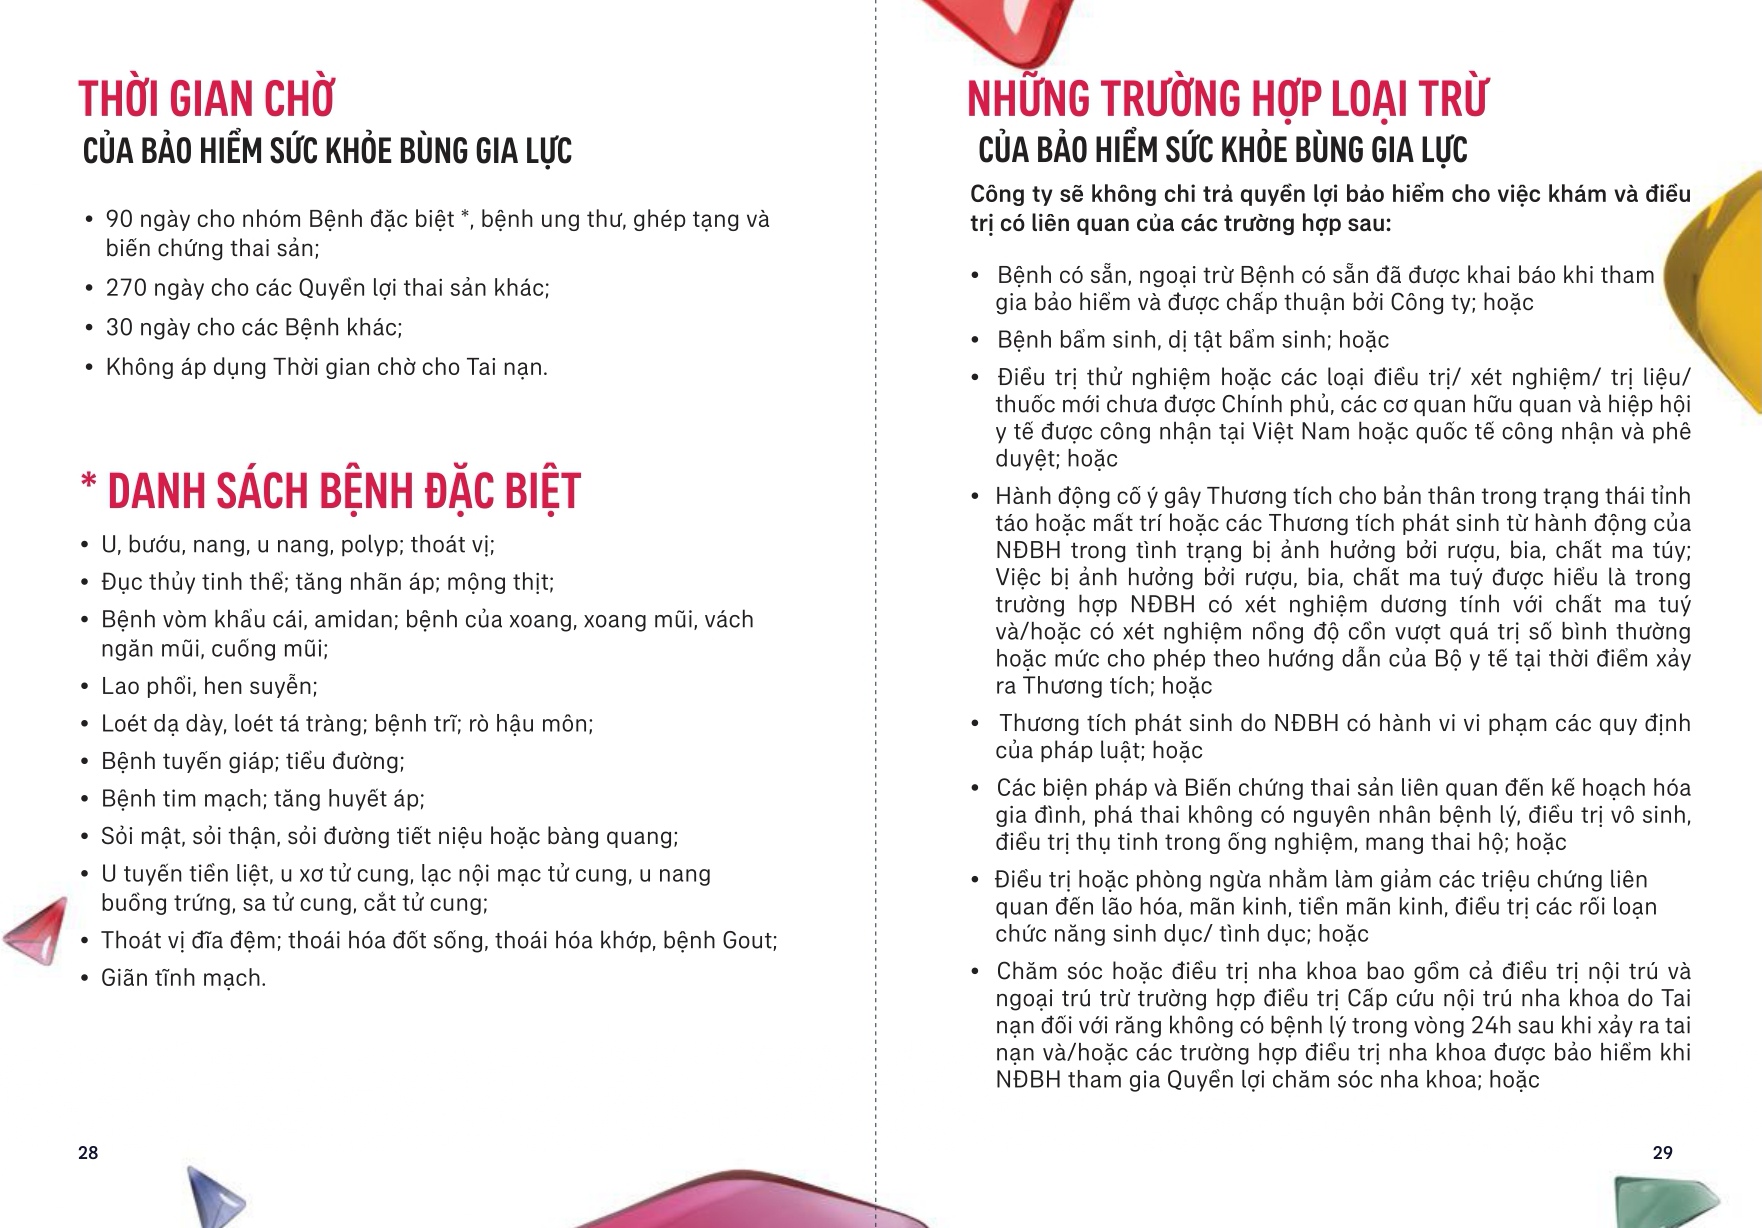 THỜI GIAN CHỜ
CỦA BẢO HIỂM SỨC KHỎE BÙNG GIA LỰC
• 90 ngày cho nhóm Bệnh đặc biệt *, bệnh ung thư, ghép tạng và
biến chứng thai sản;
• 270 ngày cho các Quyền lợi thai sản khác;
• 30 ngày cho các Bệnh khác;
• Không áp dụng Thời gian chờ cho Tai nạn.
* DANH SÁCH BỆNH ĐẶC BIỆT
• U, bướu, nang, u nang, polyp; thoát vị;
• Đục thủy tinh thể; tăng nhãn áp; mộng thịt;
• Bệnh vòm khẩu cái, amidan; bệnh của xoang, xoang mũi, vách
ngăn mũi, cuống mũi;
• Lao phổi, hen suyễn;
• Loét dạ dày, loét tá tràng; bệnh trĩ; rò hậu môn;
• Bệnh tuyến giáp; tiểu đường;
• Bệnh tim mạch; tăng huyết áp;
• Sỏi mật, sỏi thận, sỏi đường tiết niệu hoặc bàng quang;
• U tuyến tiền liệt, u xơ tử cung, lạc nội mạc tử cung, u nang
buồng trứng, sa tử cung, cắt tử cung;
• Thoát vị đĩa đệm; thoái hóa đốt sống, thoái hóa khớp, bệnh Gout;
• Giãn tĩnh mạch.
28
NHỮNG TRƯỜNG HỢP LOẠI TRỪ
CỦA BẢO HIỂM SỨC KHỎE BÙNG GIA LỰC
Công ty sẽ không chi trả quyền lợi bảo hiểm cho việc khám và điều
trị có liên quan của các trường hợp sau:
• Bệnh có sẵn, ngoại trừ Bệnh có sẵn đã được khai báo khi tham
gia bảo hiểm và được chấp thuận bởi Công ty; hoặc
• Bệnh bẩm sinh, dị tật bẩm sinh; hoặc
• Điều trị thử nghiệm hoặc các loại điều trị/ xét nghiệm/ trị liệu/
thuốc mới chưa được Chính phủ, các cơ quan hữu quan và hiệp hội
y tế được công nhận tại Việt Nam hoặc quốc tế công nhận và phê
duyệt; hoặc
• Hành động cố ý gây Thương tích cho bản thân trong trạng thái tỉnh
táo hoặc mất trí hoặc các Thương tích phát sinh từ hành động của
NĐBH trong tình trạng bị ảnh hưởng bởi rượu, bia, chất ma túy;
Việc bị ảnh hưởng bởi rượu, bia, chất ma tuý được hiểu là trong
trường hợp NĐBH có xét nghiệm dương tính với chất ma tuý
và/hoặc có xét nghiệm nồng độ cồn vượt quá trị số bình thường
hoặc mức cho phép theo hướng dẫn của Bộ y tế tại thời điểm xảy
ra Thương tích; hoặc
• Thương tích phát sinh do NĐBH có hành vi vi phạm các quy định
của pháp luật; hoặc
• Các biện pháp và Biến chứng thai sản liên quan đến kế hoạch hóa
gia đình, phá thai không có nguyên nhân bệnh lý, điều trị vô sinh,
điều trị thụ tinh trong ống nghiệm, mang thai hộ; hoặc
• Điều trị hoặc phòng ngừa nhằm làm giảm các triệu chứng liên
quan đến lão hóa, mãn kinh, tiền mãn kinh, điều trị các rối loạn
chức năng sinh dục/ tình dục; hoặc
• Chăm sóc hoặc điều trị nha khoa bao gồm cả điều trị nội trú và
ngoại trú trừ trường hợp điều trị Cấp cứu nội trú nha khoa do Tai
nạn đối với răng không có bệnh lý trong vòng 24h sau khi xảy ra tai
nạn và/hoặc các trường hợp điều trị nha khoa được bảo hiểm khi
NĐBH tham gia Quyền lợi chăm sóc nha khoa; hoặc
29